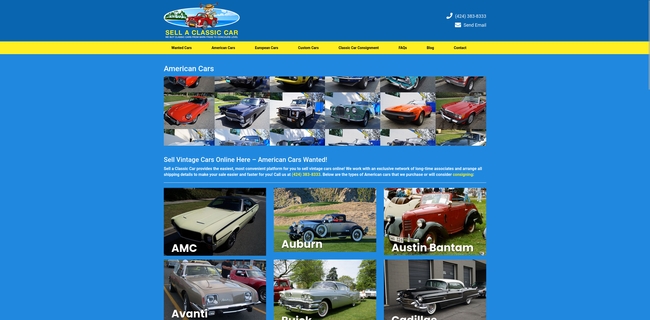 SELL A CLASSIC CAR
(424) 383-8333
Send Email
Wanted Cars American Cars European Cars Custom Cars Classic Car Consignment FAQs Blog Contact
American Cars
Sell Vintage Cars Online Here – American Cars Wanted!
Sell a Classic Car provides the easiest, most convenient platform for you to sell vintage cars online! We work with an exclusive network of long-time associates and arrange all
shipping details to make your sale easier and faster for you! Call us at (424) 383-8333. Below are the types of American cars that we purchase or will consider consigning:
AMC
Auburn
Austin Bantam
Avanti
Buick
Cadillac